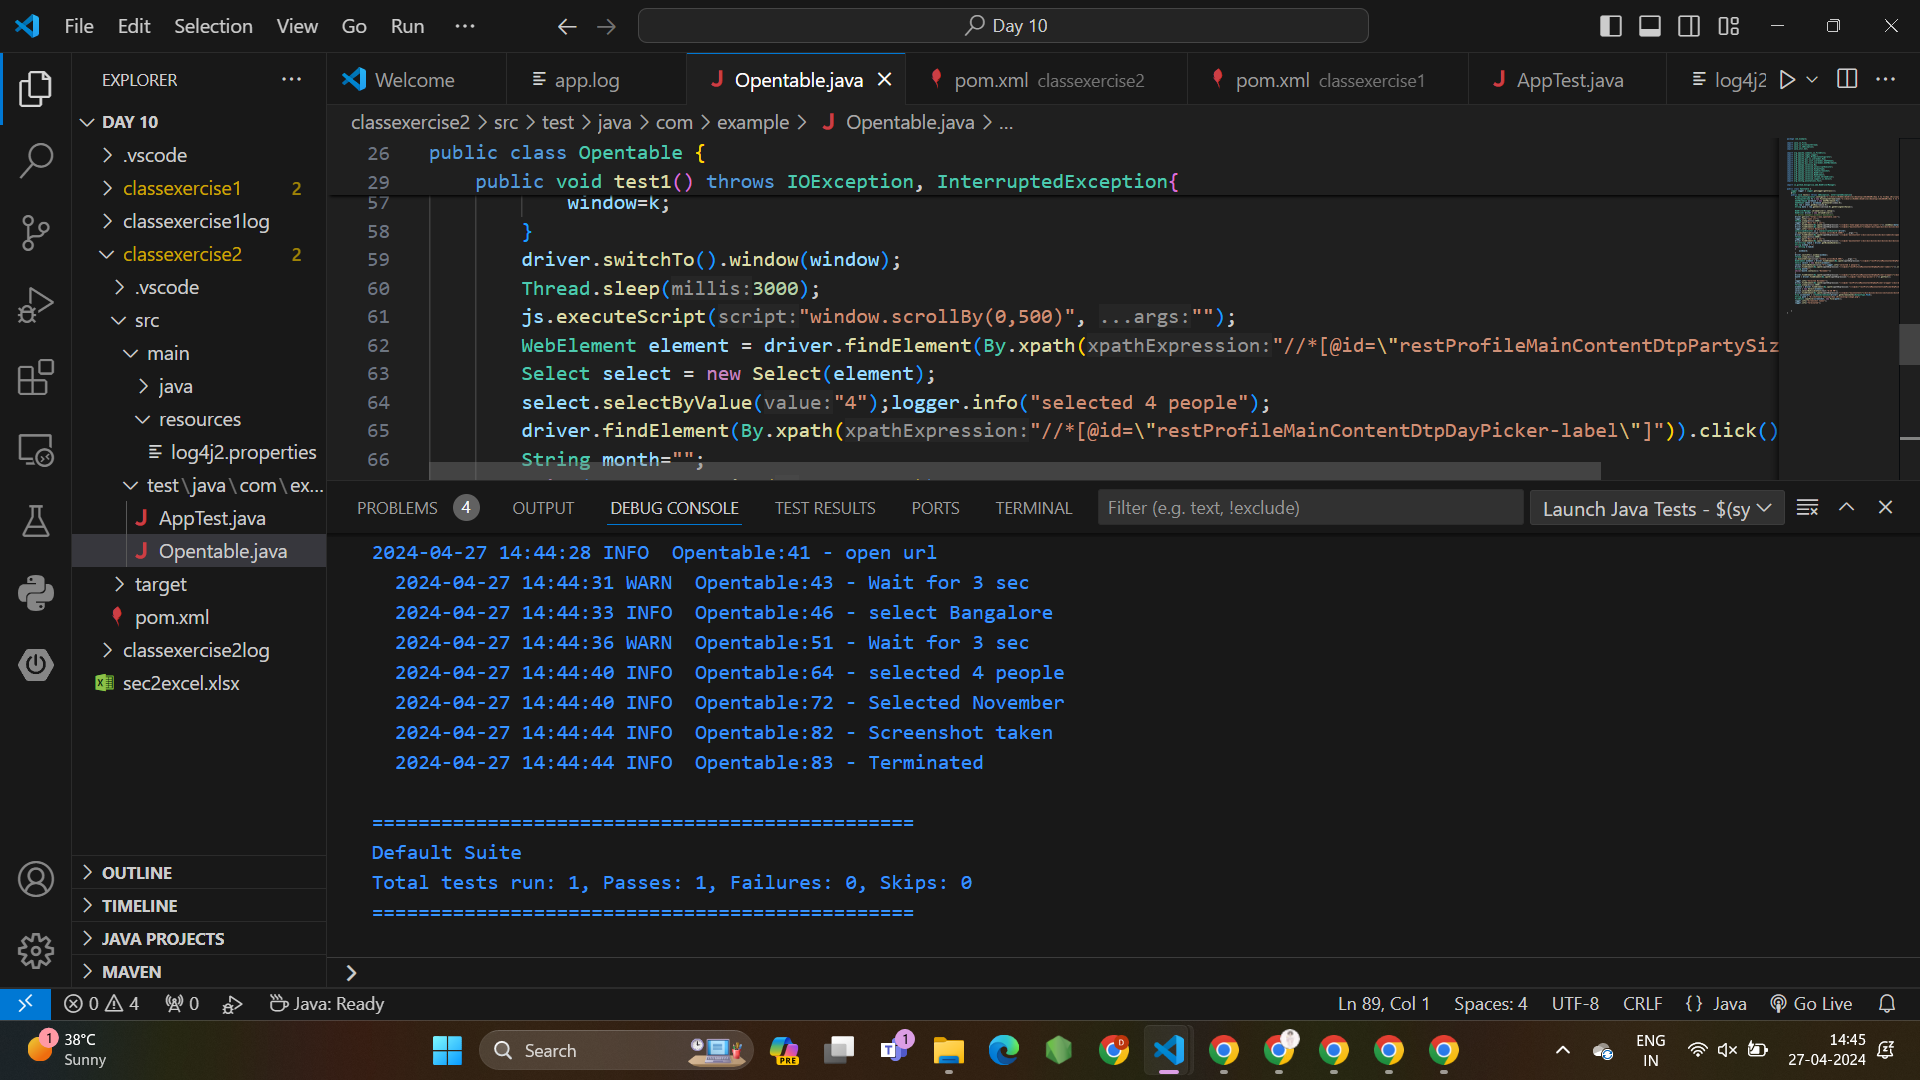 File Edit Selection View Go Run ··· Day 10
EXPLORER ···
DAY 10
.vscode
classexercise1 2
classexercise1log
classexercise2 2
.vscode
src
main
java
resources
log4j2.properties
test\java\com\ex...
AppTest.java
Opentable.java
target
pom.xml
classexercise2log
sec2excel.xlsx
OUTLINE
TIMELINE
JAVA PROJECTS
MAVEN
Welcome app.log Opentable.java pom.xml classexercise2 pom.xml classexercise1 AppTest.java log4j2
classexercise2 > src > test > java > com > example > Opentable.java > ...
26 public class Opentable {
29 public void test1() throws IOException, InterruptedException{
57 window=k;
58 }
59 driver.switchTo().window(window);
60 Thread.sleep(millis:3000);
61 js.executeScript(script:"window.scrollBy(0,500)", ...args:"");
62 WebElement element = driver.findElement(By.xpath(xpathExpression:"//*[@id=\"restProfileMainContentDtpPartySiz
63 Select select = new Select(element);
64 select.selectByValue(value:"4");logger.info("selected 4 people");
65 driver.findElement(By.xpath(xpathExpression:"//*[@id=\"restProfileMainContentDtpDayPicker-label\"]")).click()
66 String month="";
PROBLEMS 4 OUTPUT DEBUG CONSOLE TEST RESULTS PORTS TERMINAL Filter (e.g. text, !exclude) Launch Java Tests - $(sy
2024-04-27 14:44:28 INFO Opentable:41 - open url
2024-04-27 14:44:31 WARN Opentable:43 - Wait for 3 sec
2024-04-27 14:44:33 INFO Opentable:46 - select Bangalore
2024-04-27 14:44:36 WARN Opentable:51 - Wait for 3 sec
2024-04-27 14:44:40 INFO Opentable:64 - selected 4 people
2024-04-27 14:44:40 INFO Opentable:72 - Selected November
2024-04-27 14:44:44 INFO Opentable:82 - Screenshot taken
2024-04-27 14:44:44 INFO Opentable:83 - Terminated
===============================================
Default Suite
Total tests run: 1, Passes: 1, Failures: 0, Skips: 0
===============================================
0 4 0 Java: Ready Ln 89, Col 1 Spaces: 4 UTF-8 CRLF {} Java Go Live
1 38°C
Sunny
Search PRE T 1 D
ENG
IN
14:45
27-04-2024